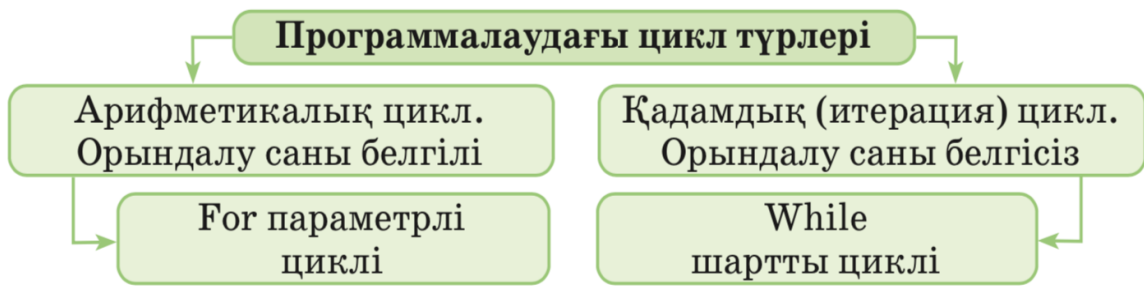 Программалаудағы цикл түрлері
Арифметикалық цикл.
Орындалу саны белгілі
Қадамдық (итерация) цикл.
Орындалу саны белгісіз
For параметрлі
циклі
While
шартты циклі